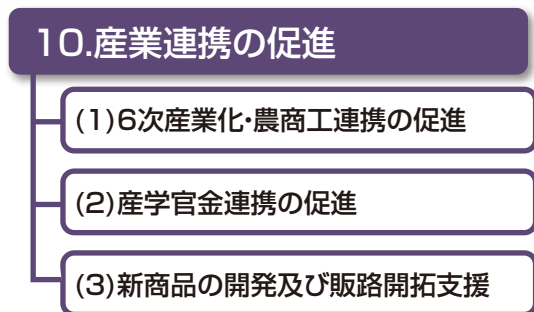 10.産業連携の促進
(1)6次産業化・農商工連携の促進
(2)産学官金連携の促進
(3)新商品の開発及び販路開拓支援